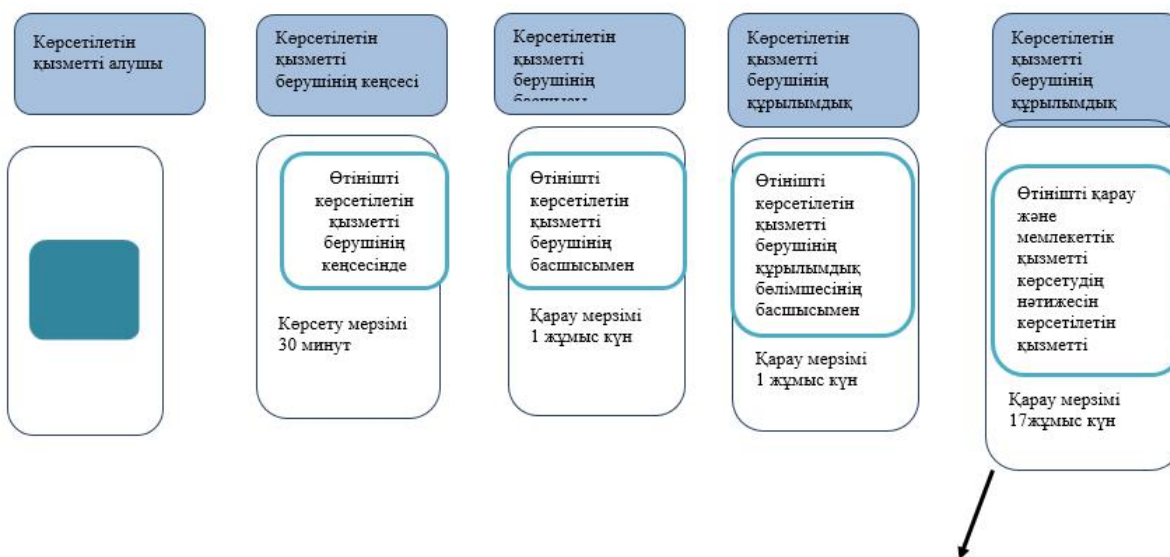 Көрсетілетін
қызметті алушы
Көрсетілетін
қызметті
берушінің кеңсесі
Көрсетілетін
қызметті
берушінің
Көрсетілетін
қызметті
берушінің
құрылымдық
Көрсетілетін
қызметті
берушінің
құрылымдық
Өтінішті
көрсетілетін
қызметті
берушінің
кеңсесінде
Көрсету мерзімі
30 минут
Өтінішті
көрсетілетін
қызметті
берушінің
басшысымен
Қарау мерзімі
1 жұмыс күн
Өтінішті
көрсетілетін
қызметті
берушінің
құрылымдық
бөлімшесінің
басшысымен
Қарау мерзімі
1 жұмыс күн
Өтінішті қарау
және
мемлекеттік
қызметті
көрсетудің
нәтижесін
көрсетілетін
қызметті
Қарау мерзімі
17жұмыс күн